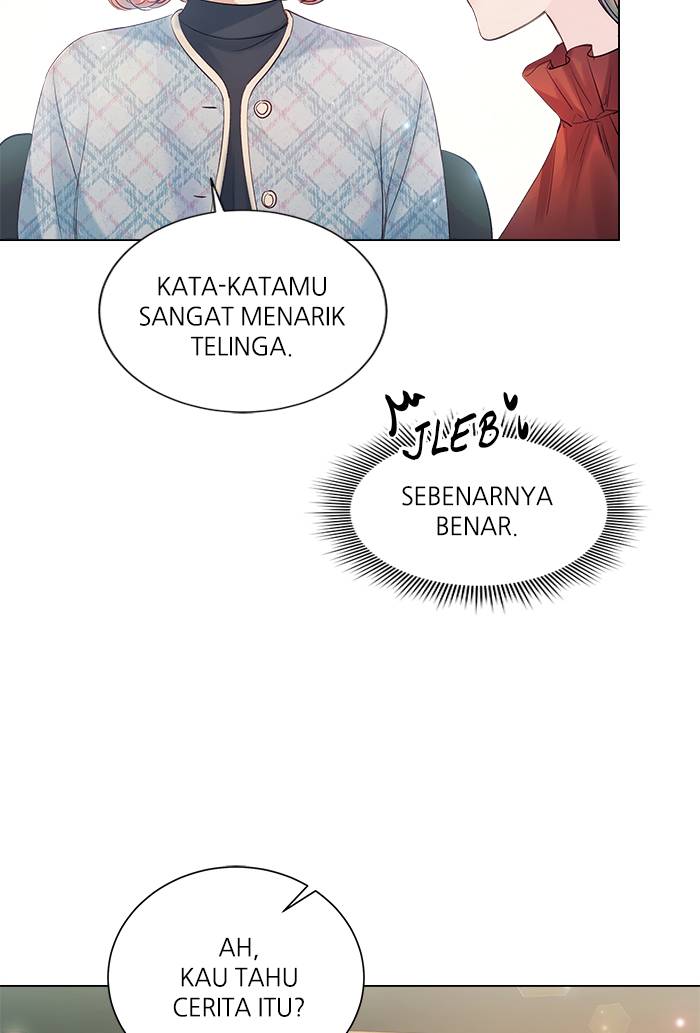 KATA-KATAMU
SANGAT MENARIK
TELINGA.
JLEB
SEBENARNYA
BENAR.
AH,
KAU TAHU
CERITA ITU?